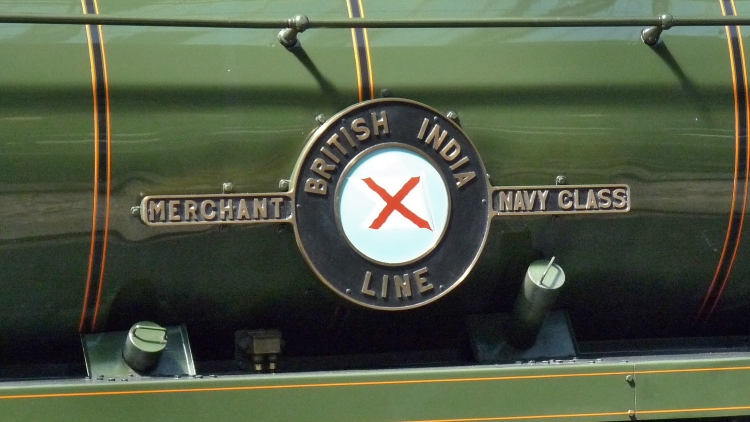 BRITISH INDIA
MERCHANT NAVY CLASS
LINE